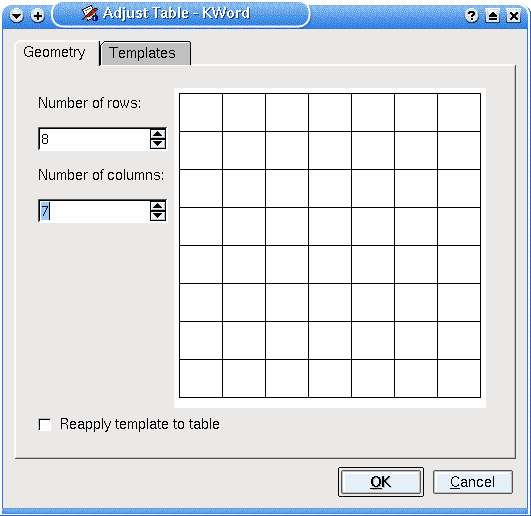 Adjust Table - KWord
Geometry
Templates
Number of rows:
8
Number of columns:
7
Reapply template to table
OK
Cancel